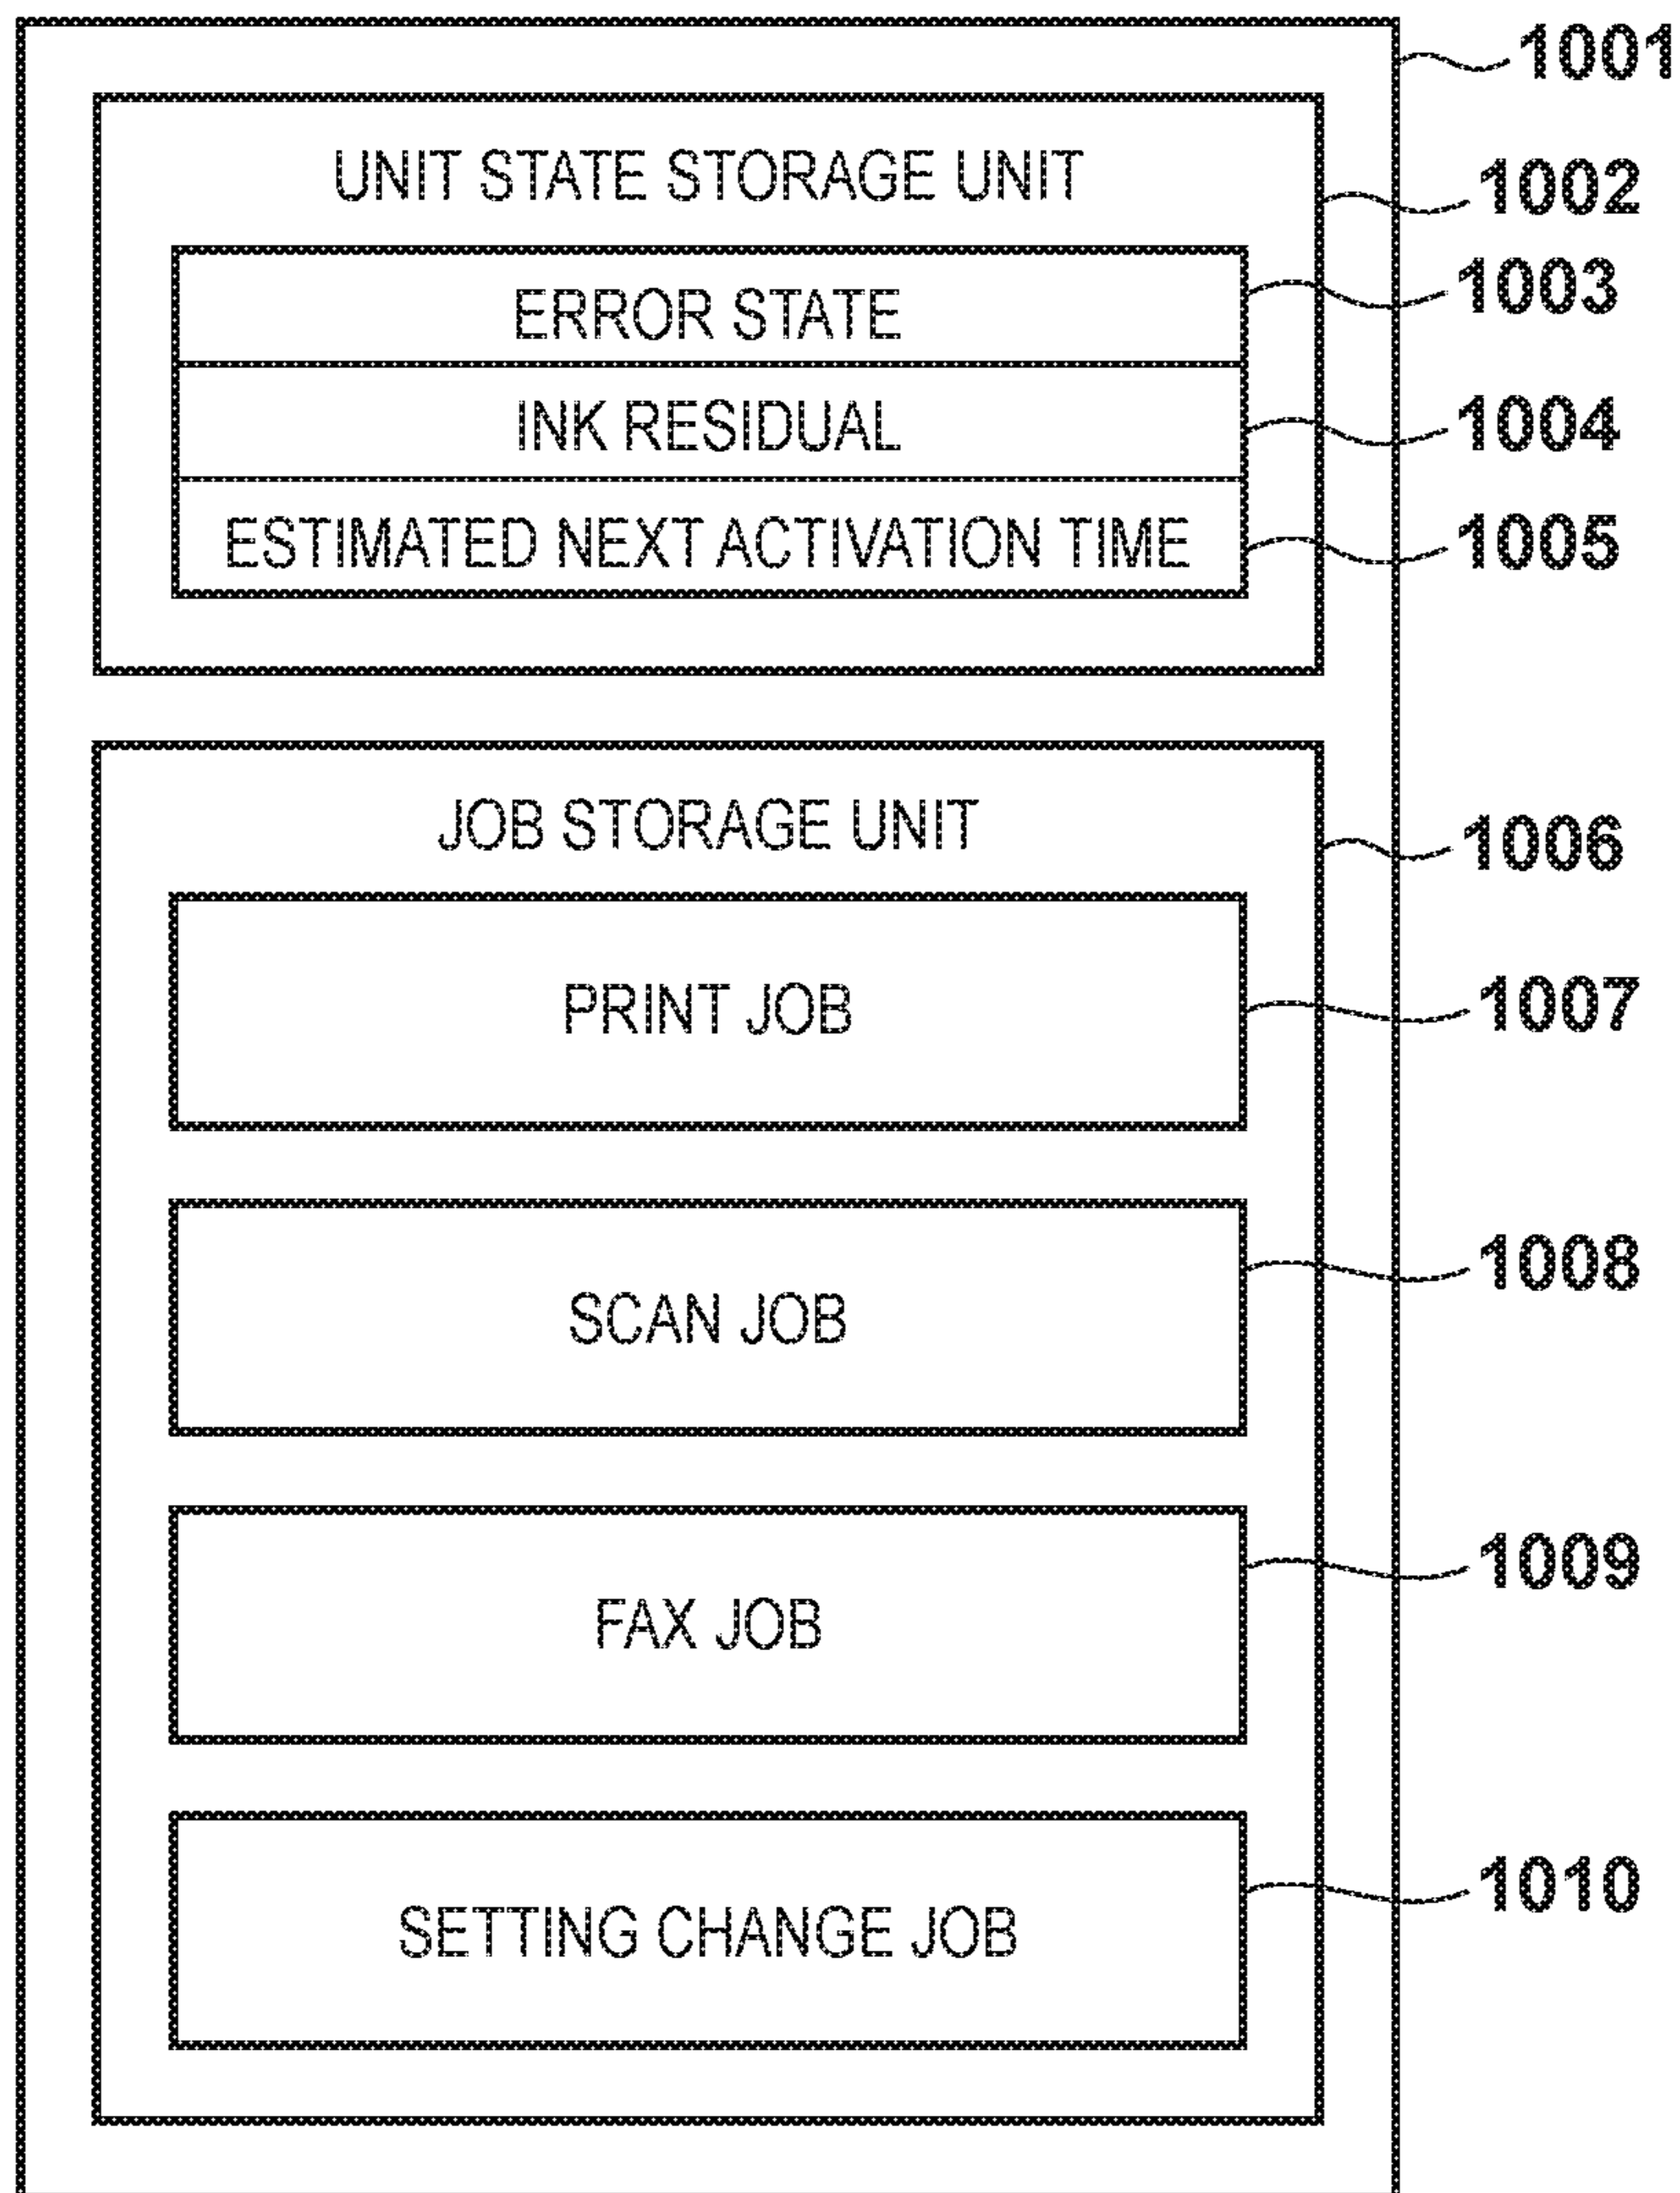 1001
UNIT STATE STORAGE UNIT
1002
ERROR STATE
1003
INK RESIDUAL
1004
ESTIMATED NEXT ACTIVATION TIME
1005
JOB STORAGE UNIT
1006
PRINT JOB
1007
SCAN JOB
1008
FAX JOB
1009
SETTING CHANGE JOB
1010